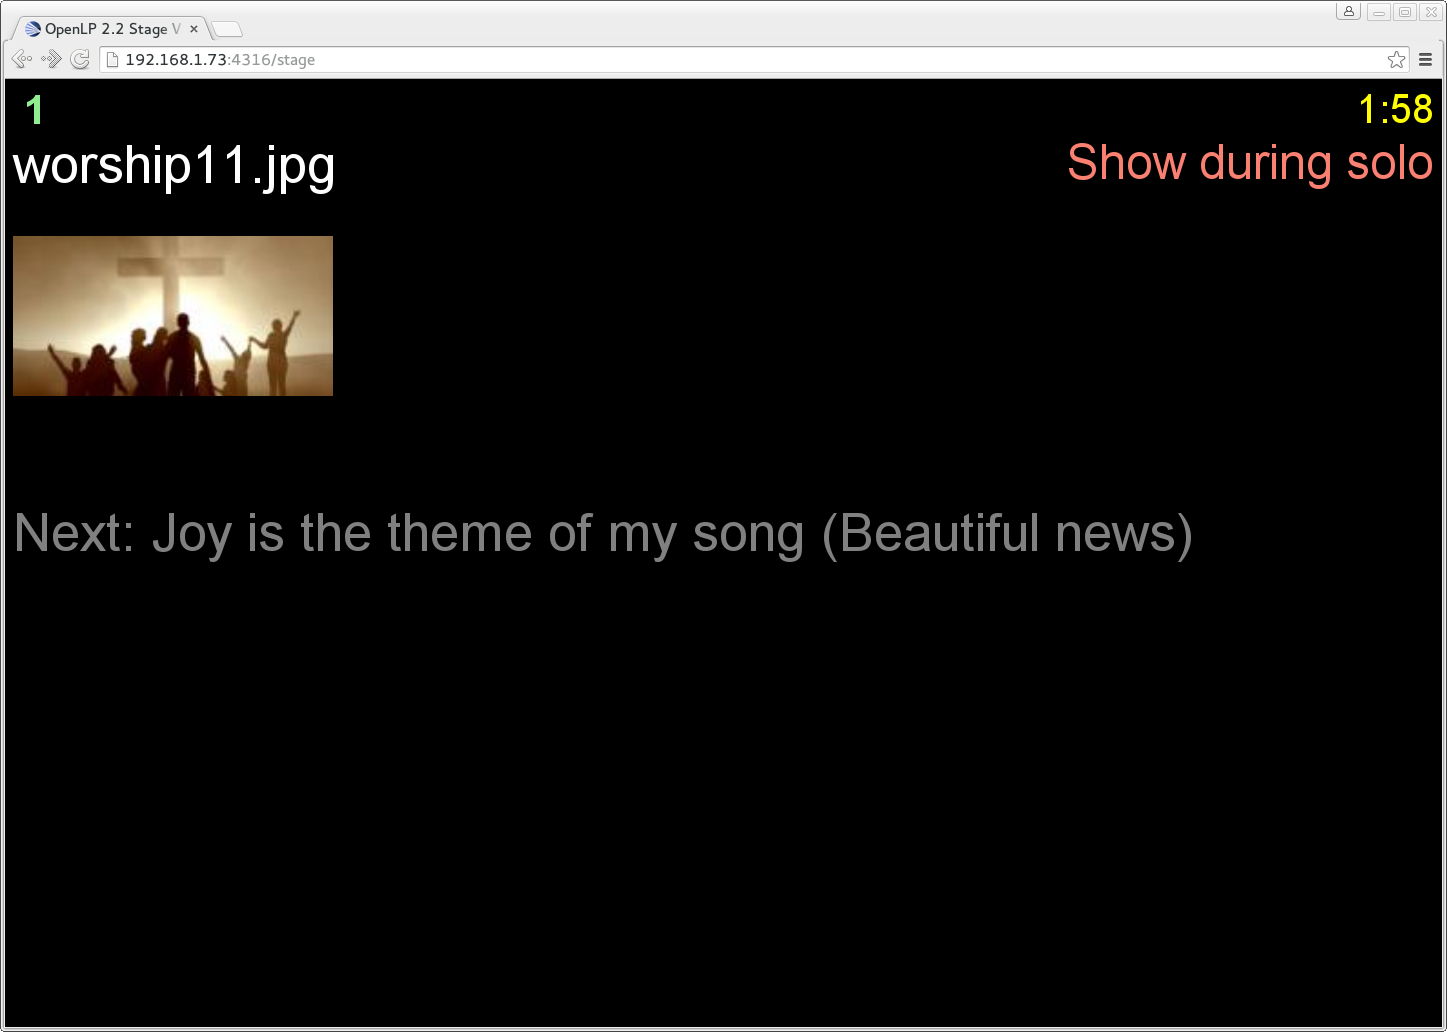 OpenLP 2.2 Stage V
192.168.1.73:4316/stage
1
1:58
worship11.jpg
Show during solo
Next: Joy is the theme of my song (Beautiful news)